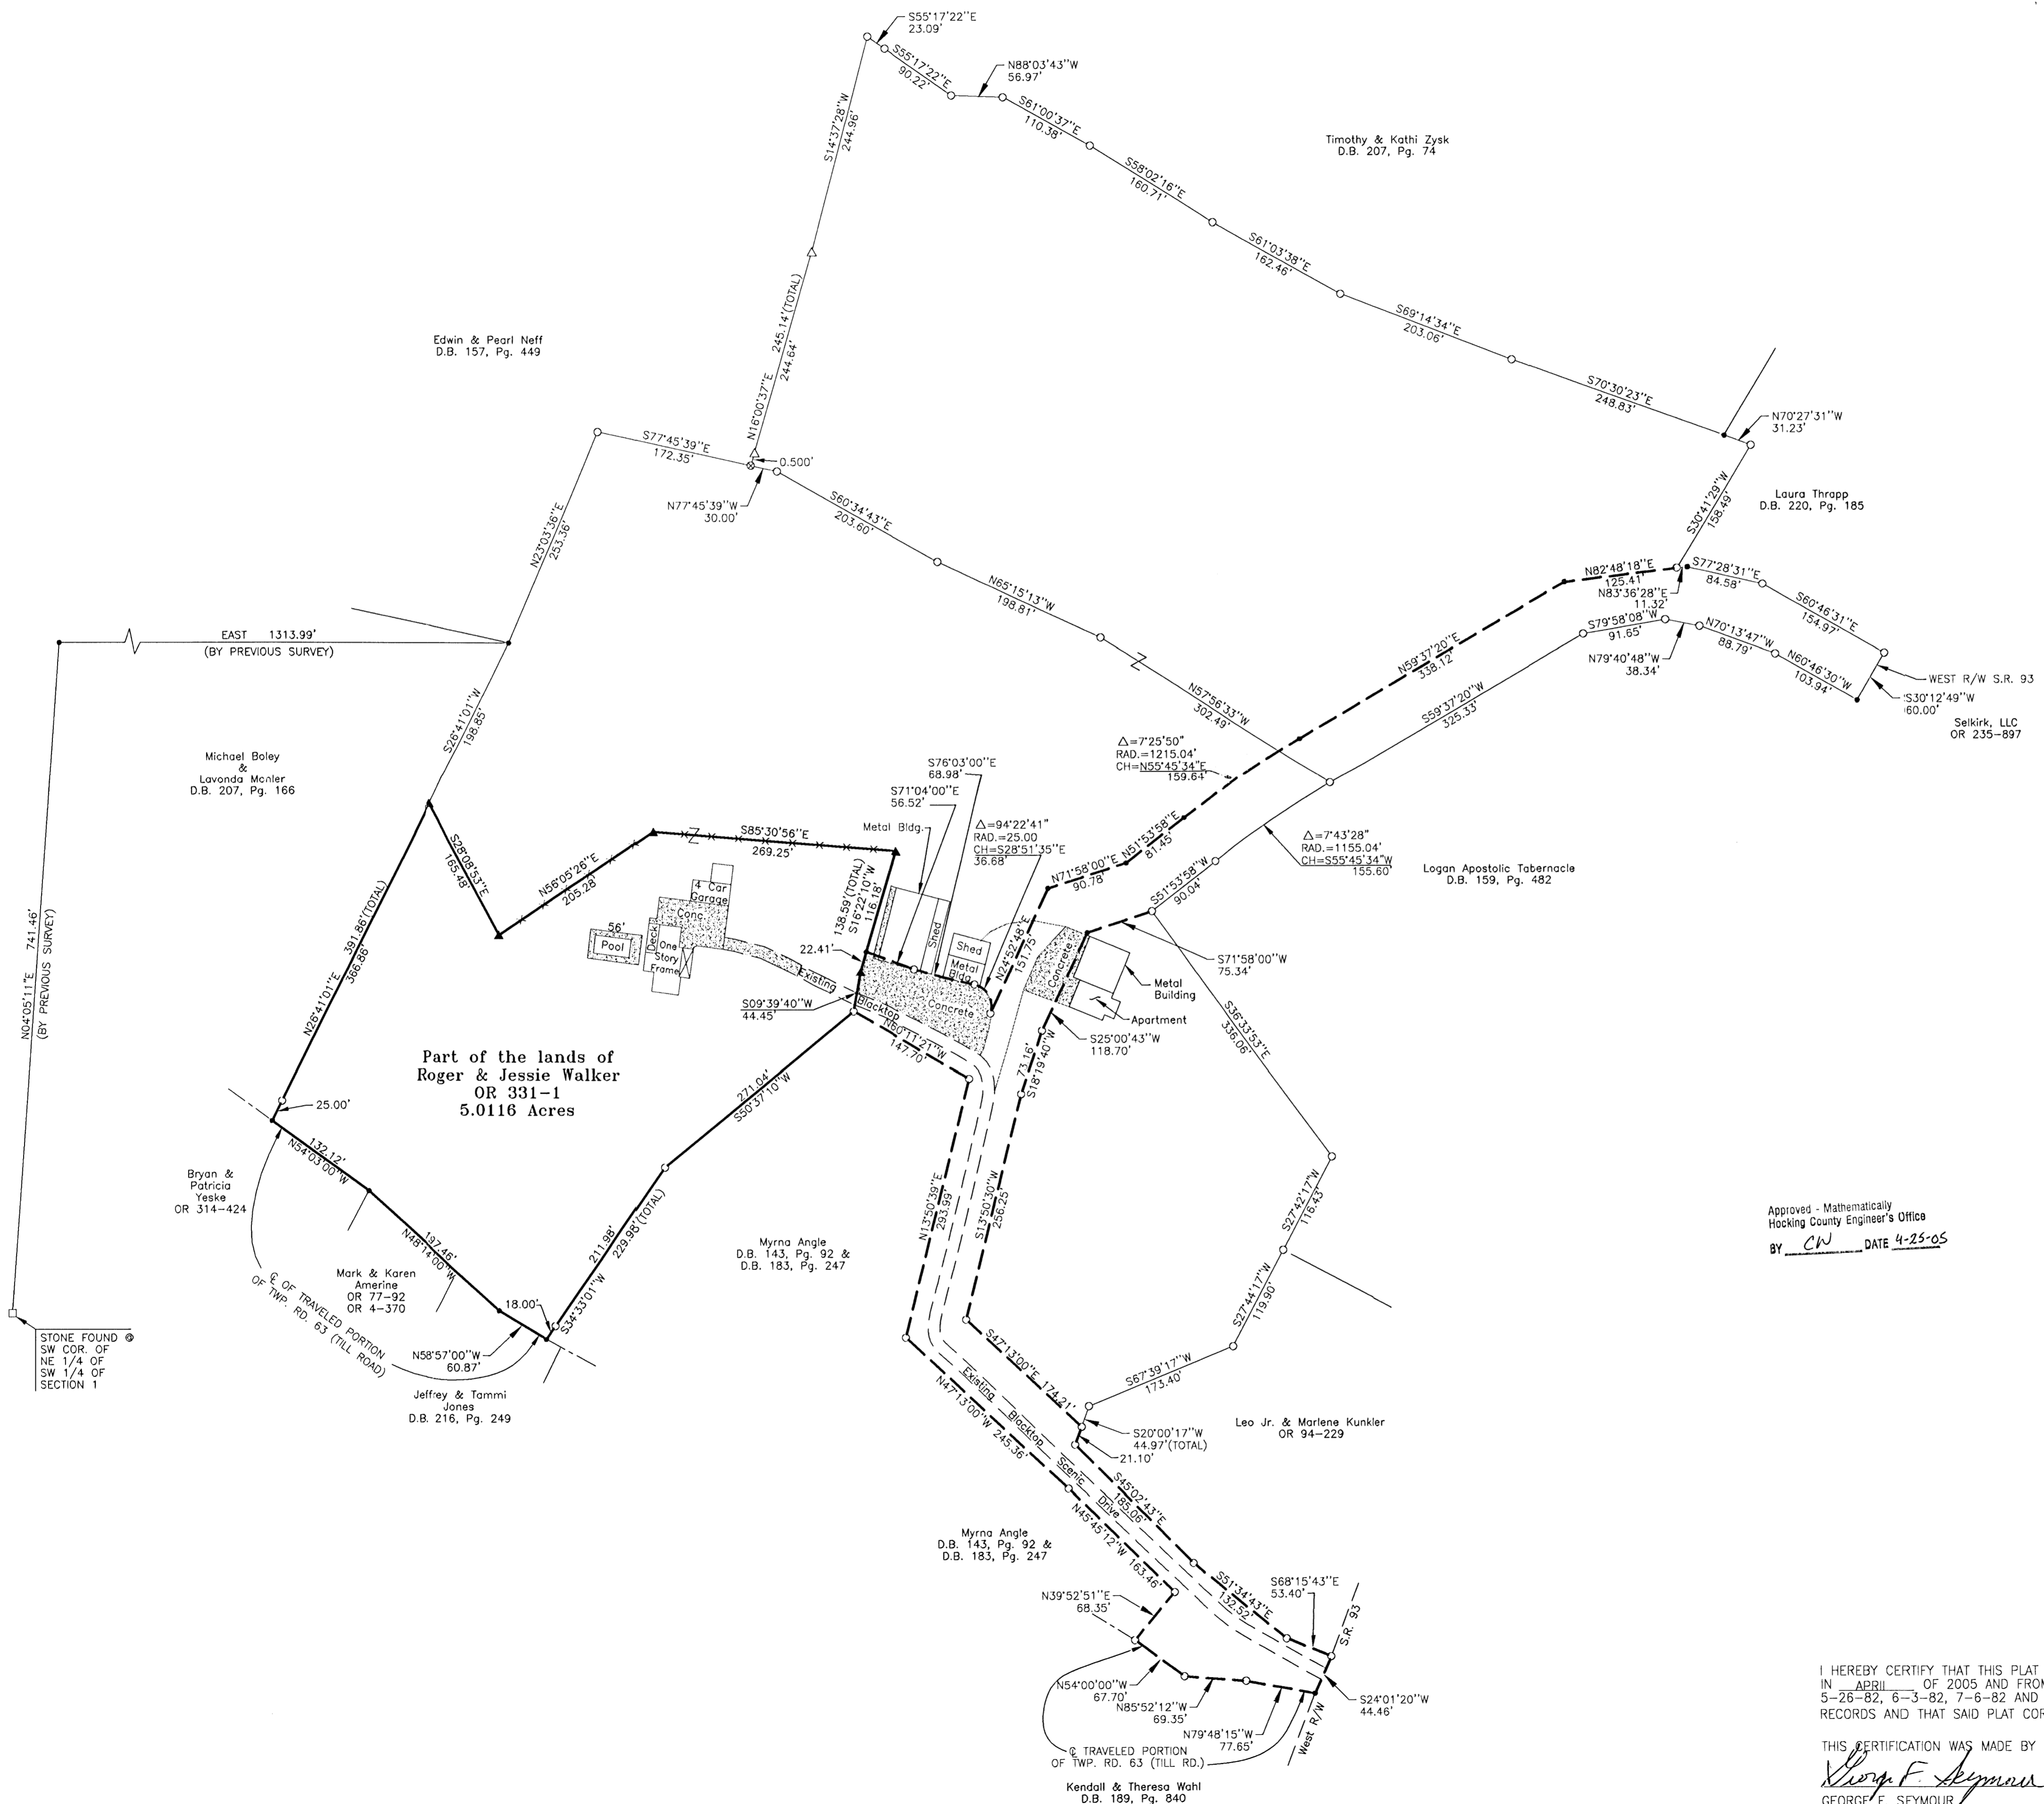 S55°17'22''E
23.09'
S55°17'22''E
90.22'
N88°03'43''W
56.97'
S61°00'37''E
110.38'
S14°37'28''W
244.96'
Timothy & Kathi Zysk
D.B. 207, Pg. 74
S58°02'16''E
160.71'
S61°03'38''E
162.46'
S69°14'34''E
203.06'
S70°30'23''E
248.83'
N70°27'31''W
31.23'
Edwin & Pearl Neff
D.B. 157, Pg. 449
N16°00'37''E 245.14'(TOTAL)
244.64'
S77°45'39''E
172.35'
0.500'
N77°45'39''W
30.00'
S60°34'43''E
203.60'
N65°15'13''W
198.81'
N57°56'33''W
302.49'
Laura Thrapp
D.B. 220, Pg. 185
S30°41'29''W
158.49'
N82°48'18''E
125.41'
N83°36'28''E
11.32'
S77°28'31''E
84.58'
S60°46'31''E
154.97'
S79°58'08''W
91.65'
N79°40'48''W
38.34'
N70°13'47''W
88.79'
N60°46'30''W
103.94'
WEST R/W S.R. 93
S30°12'49''W
60.00'
Selkirk, LLC
OR 235-897
N23°03'36''E
253.36'
EAST 1313.99'
(BY PREVIOUS SURVEY)
N59°37'20''E
338.12'
S59°37'20''W
325.33'
S26°41'01''W
198.85'
Michael Boley
&
Lavonda Mohler
D.B. 207, Pg. 166
△=7°25'50"
RAD.=1215.04'
CH=N55°45'34"E
159.64'
S76°03'00''E
68.98'
S71°04'00''E
56.52'
Metal Bldg.
△=94°22'41"
RAD.=25.00
CH=S28°51'35"E
36.68'
△=7°43'28"
RAD.=1155.04'
CH=S55°45'34"W
155.60'
Logan Apostolic Tabernacle
D.B. 159, Pg. 482
S28°08'53''E
165.48'
N56°05'26''E
205.28'
S85°30'56''E
269.25'
138.59'(TOTAL)
S16°22'10''W
116.18'
N71°58'00''E
90.78'
N51°53'58''E
81.45'
S51°53'58''W
90.04'
4 Car
Garage
Conc.
56'
Pool
Deck
One
Story
Frame
Existing
Blacktop
22.41'
Shed
Shed
Metal
Bldg.
Concrete
N24°52'48''E
151.75'
Concrete
S71°58'00''W
75.34'
Metal
Building
Apartment
S09°39'40''W
44.45'
N60°11'21''W
147.70'
S25°00'43''W
118.70'
73.16'
S18°19'40''W
S36°33'53''E
336.06'
N04°05'11''E 741.46'
(BY PREVIOUS SURVEY)
N26°41'01''E 391.86'(TOTAL)
366.86'
25.00'
Part of the lands of
Roger & Jessie Walker
OR 331-1
5.0116 Acres
271.04'
S50°37'10''W
132.12'
N54°03'00''W
Bryan &
Patricia
Yeske
OR 314-424
N13°50'39''E
293.99'
S13°50'30''W
256.25'
S27°42'17''W
116.43'
Approved - Mathematically
Hocking County Engineer's Office
BY CW DATE 4-25-05
197.46'
N48°14'00''W
Mark & Karen
Amerine
OR 77-92
OR 4-370
211.98'
S34°33'01''W 229.98'(TOTAL)
Myrna Angle
D.B. 143, Pg. 92 &
D.B. 183, Pg. 247
℄ OF TRAVELED PORTION
OF TWP. RD. 63 (TILL ROAD)
18.00'
N58°57'00''W
60.87'
S27°44'17''W
119.90'
STONE FOUND @
SW COR. OF
NE 1/4 OF
SW 1/4 OF
SECTION 1
Jeffrey & Tammi
Jones
D.B. 216, Pg. 249
S47°13'00''E 174.21'
S67°39'17''W
173.40'
Leo Jr. & Marlene Kunkler
OR 94-229
S20°00'17''W
44.97'(TOTAL)
21.10'
N47°13'00''W 245.36'
Existing
Blacktop
Scenic
Drive
S45°02'43''E
185.06'
N45°45'12''W 163.46'
Myrna Angle
D.B. 143, Pg. 92 &
D.B. 183, Pg. 247
S51°34'43''E
132.52'
S68°15'43''E
53.40'
N39°52'51''E
68.35'
S.R. 93
N54°00'00''W
67.70'
N85°52'12''W
69.35'
N79°48'15''W
77.65'
West R/W
S24°01'20''W
44.46'
℄ TRAVELED PORTION
OF TWP. RD. 63 (TILL RD.)
Kendall & Theresa Wahl
D.B. 189, Pg. 840
I HEREBY CERTIFY THAT THIS PLAT
IN APRIL OF 2005 AND FROM
5-26-82, 6-3-82, 7-6-82 AND
RECORDS AND THAT SAID PLAT COR
THIS CERTIFICATION WAS MADE BY
George F. Seymour
GEORGE F. SEYMOUR